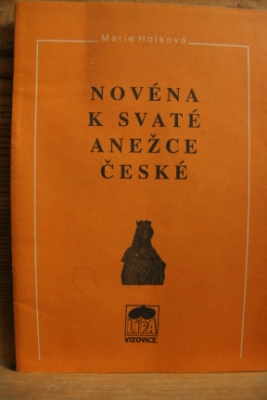 Marie Holková
NOVÉNA
K SVATÉ
ANEŽCE
ČESKÉ
LÍPA
VIZOVICE